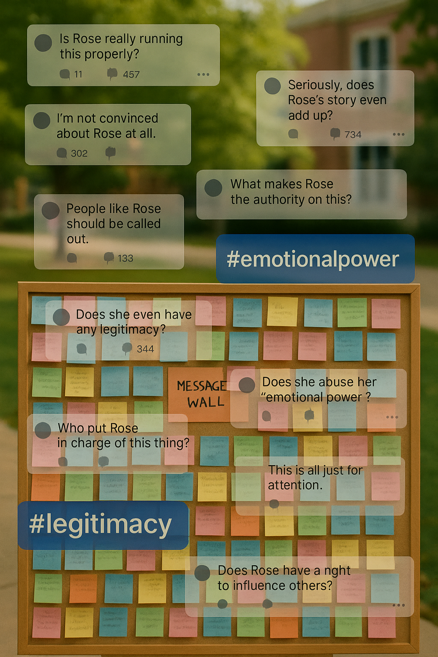 Is Rose really running
this properly?
11 457
Seriously, does
Rose's story even
add up?
734
I'm not convinced
about Rose at all.
302
What makes Rose
the authority on this?
People like Rose
should be called
out.
133
#emotionalpower
Does she even have
any legitimacy?
344
MESSAGE
WALL
Does she abuse her
"emotional power ?
Who put Rose
in charge of this thing?
This is all just for
attention.
#legitimacy
Does Rose have a nght
to influence others?